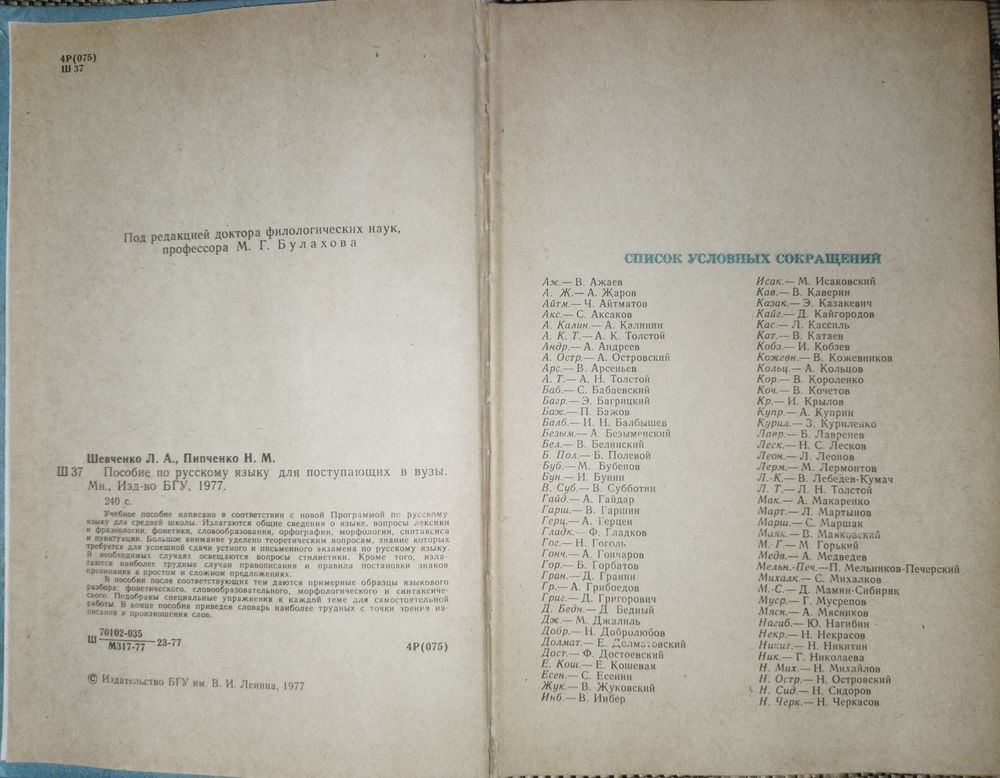 4Р(075)
Ш 37
Под редакцией доктора филологических наук,
профессора М. Г. Булахова
Шевченко Л. А., Пипченко Н. М.
Ш 37 Пособие по русскому языку для поступающих в вузы.
Мн., Изд-во БГУ, 1977.
240 с.
Учебное пособие написано в соответствии с новой Программой по русскому
языку для средней школы. Излагаются общие сведения о языке, вопросы лексики
и фразеологии, фонетики, словообразования, орфографии, морфологии, синтаксиса
и пунктуации. Большое внимание уделено теоретическим вопросам, знание которых
требуется для успешной сдачи устного и письменного экзамена по русскому языку.
В необходимых случаях освещаются вопросы стилистики. Кроме того, изла-
гаются наиболее трудные случаи правописания и правила постановки знаков
препинания в простом и сложном предложениях.
В пособии после соответствующих тем даются примерные образцы языкового
разбора: фонетического, словообразовательного, морфологического и синтаксиче-
ского. Подобраны специальные упражнения к каждой теме для самостоятельной
работы. В конце пособия приведен словарь наиболее трудных с точки зрения на-
писания и произношения слов.
Ш 70102-035
М317-77 23-77
4Р(075)
© Издательство БГУ им. В. И. Ленина, 1977
СПИСОК УСЛОВНЫХ СОКРАЩЕНИЙ
Аж.— В. Ажаев
А. Ж.— А. Жаров
Айтм.— Ч. Айтматов
Акс.— С. Аксаков
А. Калин.— А. Калинин
А. К. Т.— А. К. Толстой
Андр.— А. Андреев
А. Остр.— А. Островский
Арс.— В. Арсеньев
А. Т.— А. Н. Толстой
Баб.— С. Бабаевский
Багр.— Э. Багрицкий
Баж.— П. Бажов
Балб.— И. Н. Балбышев
Безым.— А. Безыменский
Бел.— В. Белинский
Б. Пол.— Б. Полевой
Буб.— М. Бубенов
Бун.— И. Бунин
В. Суб.— В. Субботин
Гайд.— А. Гайдар
Гарш.— В. Гаршин
Герц.— А. Герцен
Гладк.— Ф. Гладков
Гог.— Н. Гоголь
Гонч.— А. Гончаров
Гор.— Б. Горбатов
Гран.— Д. Гранин
Гр.— А. Грибоедов
Григ.— Д. Григорович
Д. Бедн.— Д. Бедный
Дж.— М. Джалиль
Добр.— Н. Добролюбов
Долмат.— Е. Долматовский
Дост.— Ф. Достоевский
Е. Кош.— Е. Кошевая
Есен.— С. Есенин
Жук.— В. Жуковский
Инб.— В. Инбер
Исак.— М. Исаковский
Кав.— В. Каверин
Казак.— Э. Казакевич
Кайг.— Д. Кайгородов
Кас.— Л. Кассиль
Кат.— В. Катаев
Кобз.— И. Кобзев
Кожевн.— В. Кожевников
Кольц.— А. Кольцов
Кор.— В. Короленко
Коч.— В. Кочетов
Кр.— И. Крылов
Купр.— А. Куприн
Курил.— З. Куриленко
Лавр.— Б. Лавренев
Леск.— Н. С. Лесков
Леон.— Л. Леонов
Лерм.— М. Лермонтов
Л.-К.— В. Лебедев-Кумач
Л. Т.— Л. Н. Толстой
Мак.— А. Макаренко
Март.— Л. Мартынов
Марш.— С. Маршак
Маяк.— В. Маяковский
М. Г.— М Горький
Медв.— А. Медведев
Мельн.-Печ.—П. Мельников-Печерский
Михалк.— С. Михалков
М.-С.— Д. Мамин-Сибиряк
Муср.— Г. Мусрепов
Мясн.— А. Мясников
Нагиб.— Ю. Нагибин
Некр.— Н. Некрасов
Никит.— Н. Никитин
Ник.— Г. Николаева
Н. Мих.— Н. Михайлов
Н. Остр.— Н. Островский
Н. Сид.— Н. Сидоров
Н. Черк.— Н. Черкасов